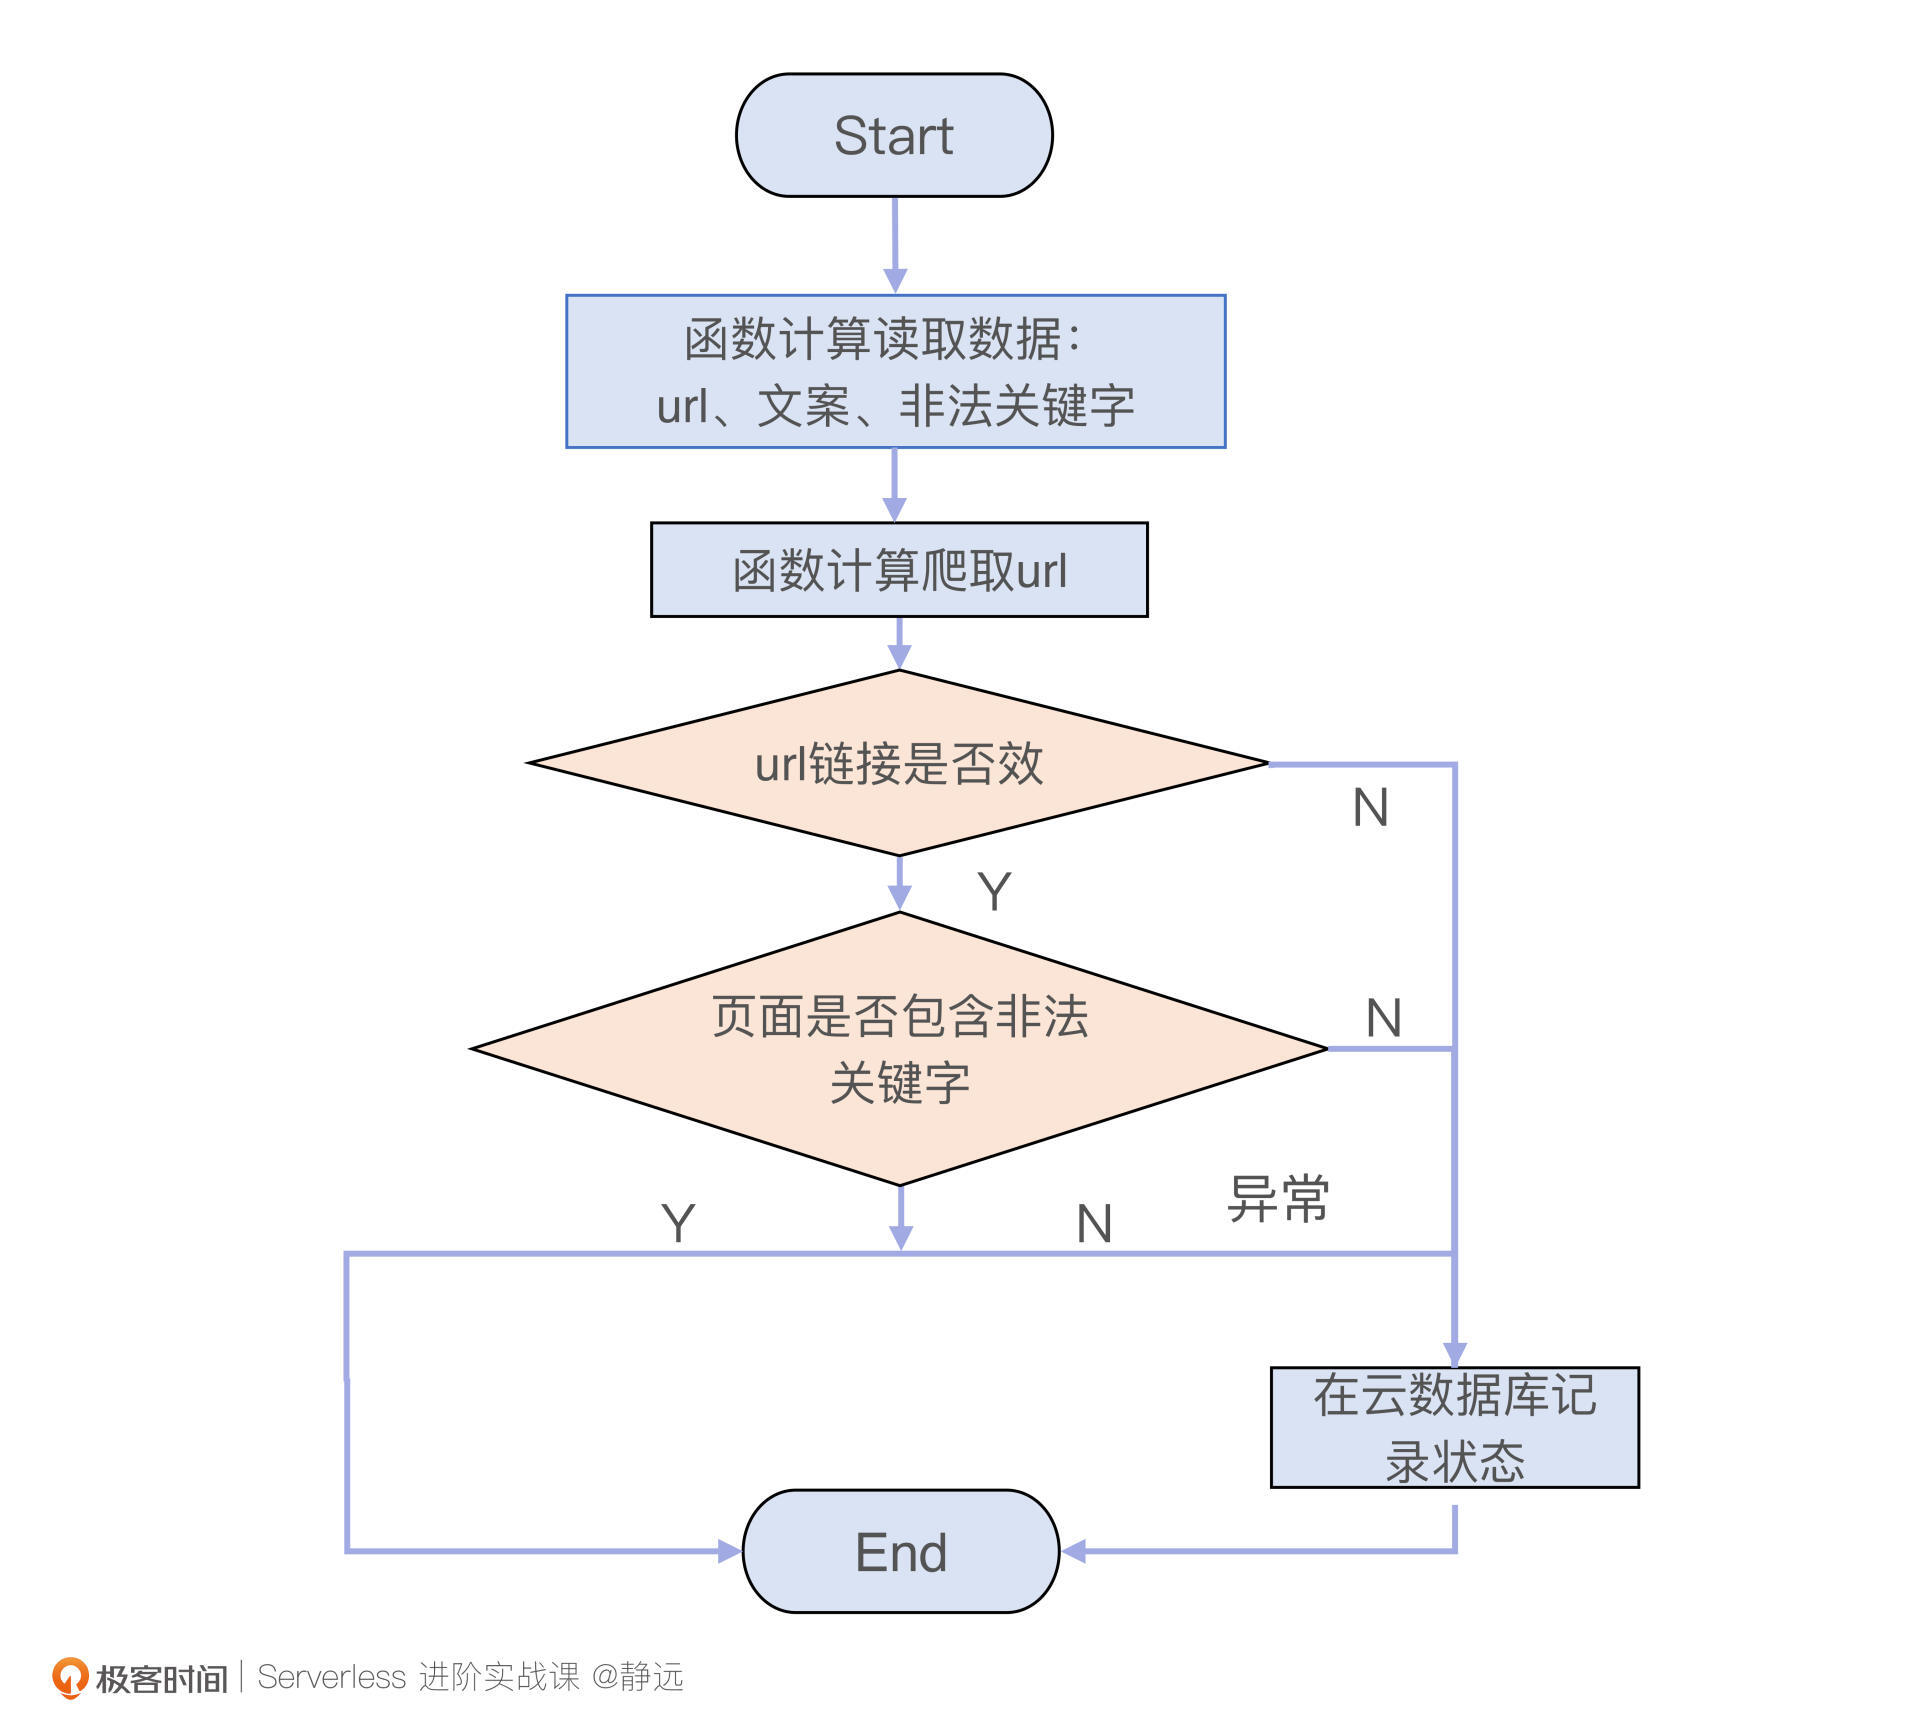 Start
函数计算读取数据：
url、文案、非法关键字
函数计算爬取url
url链接是否效
N
Y
页面是否包含非法
关键字
N
异常
Y
N
在云数据库记
录状态
End
极客时间 | Serverless 进阶实战课 @静远